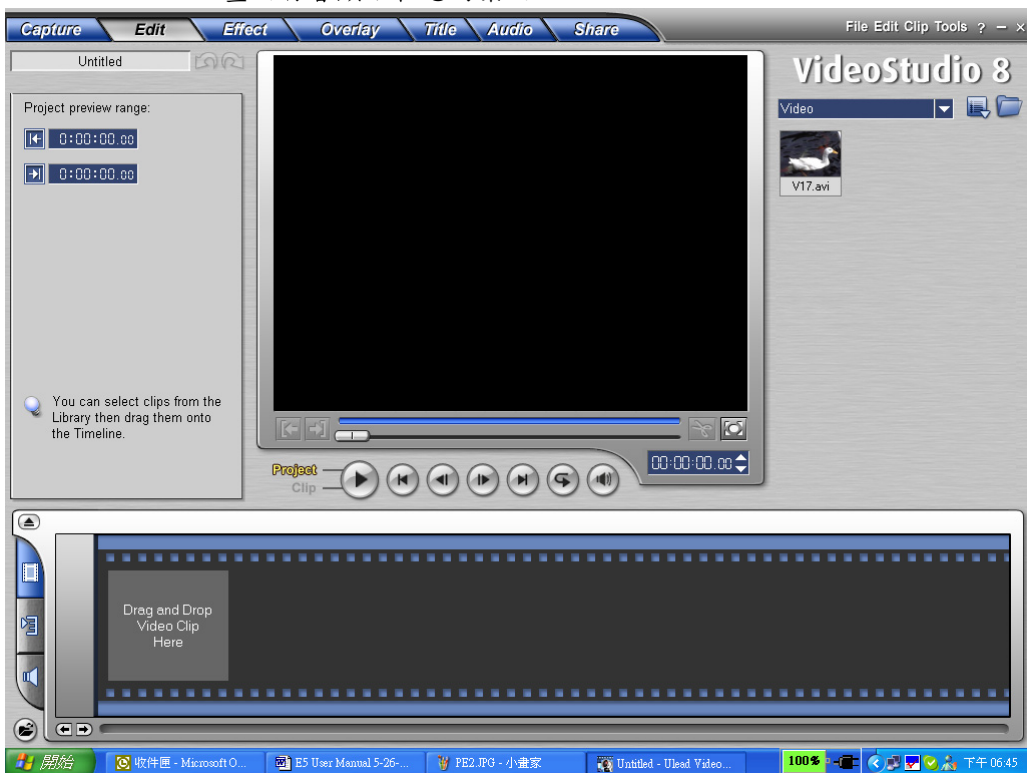 Capture Edit Effect Overlay Title Audio Share File Edit Clip Tools ? – ×
Untitled
VideoStudio 8
Project preview range:
0:00:00.00
0:00:00.00
Video
V17.avi
You can select clips from the
Library then drag them onto
the Timeline.
Project
Clip
00:00:00.00
Drag and Drop
Video Clip
Here
開始 收件匣 - Microsoft O... E5 User Manual 5-26-... PE2.JPG - 小畫家 Untitled - Ulead Video... 100% 下午 06:45